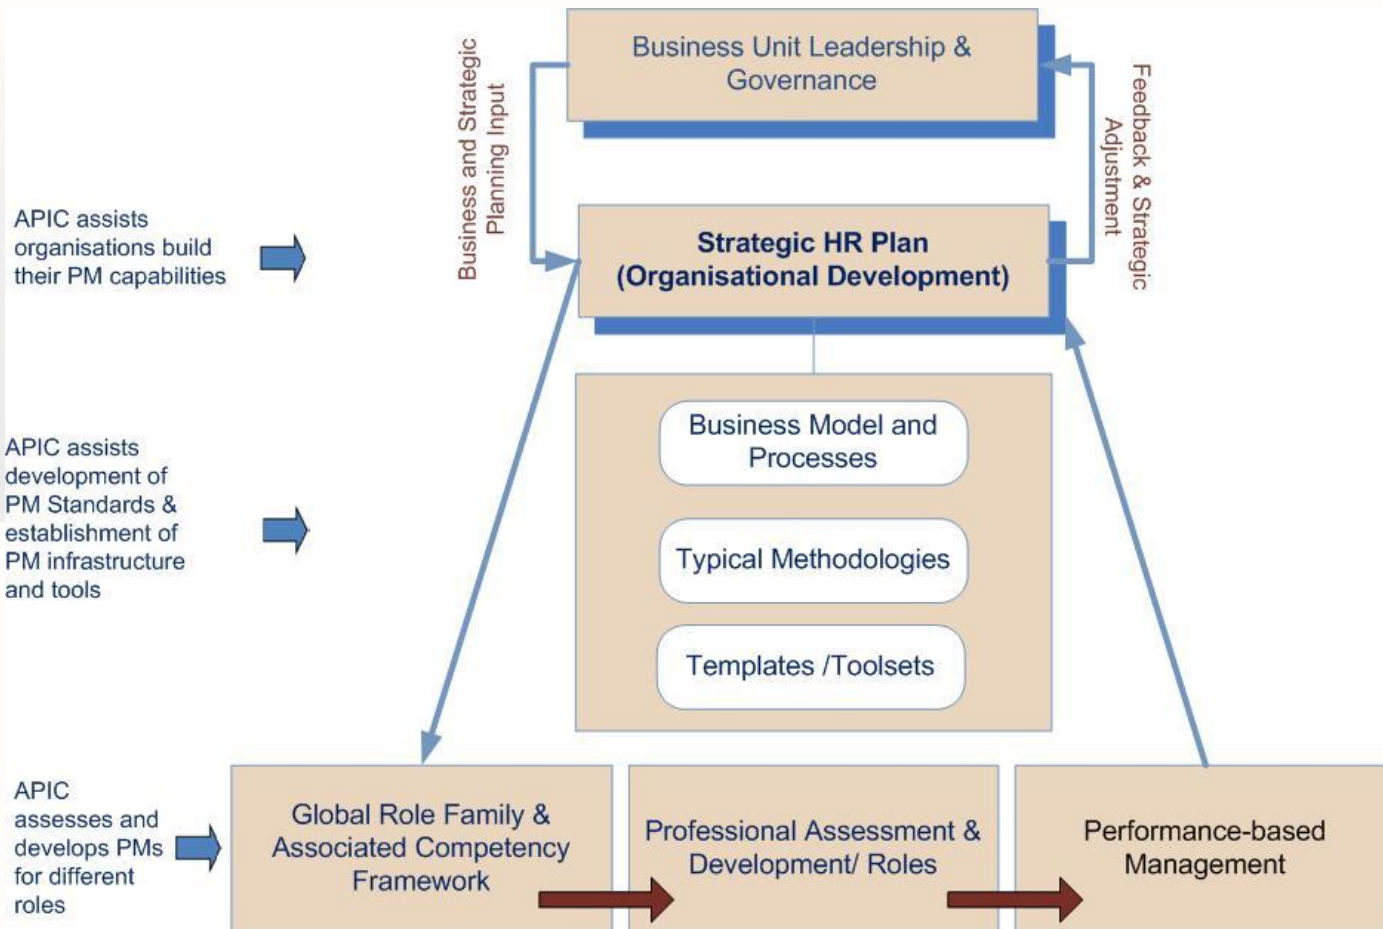 Business Unit Leadership &
Governance
Business and Strategic
Planning Input
Feedback & Strategic
Adjustment
APIC assists
organisations build
their PM capabilities
Strategic HR Plan
(Organisational Development)
Business Model and
Processes
APIC assists
development of
PM Standards &
establishment of
PM infrastructure
and tools
Typical Methodologies
Templates /Toolsets
APIC
assesses and
develops PMs
for different
roles
Global Role Family &
Associated Competency
Framework
Professional Assessment &
Development/ Roles
Performance-based
Management